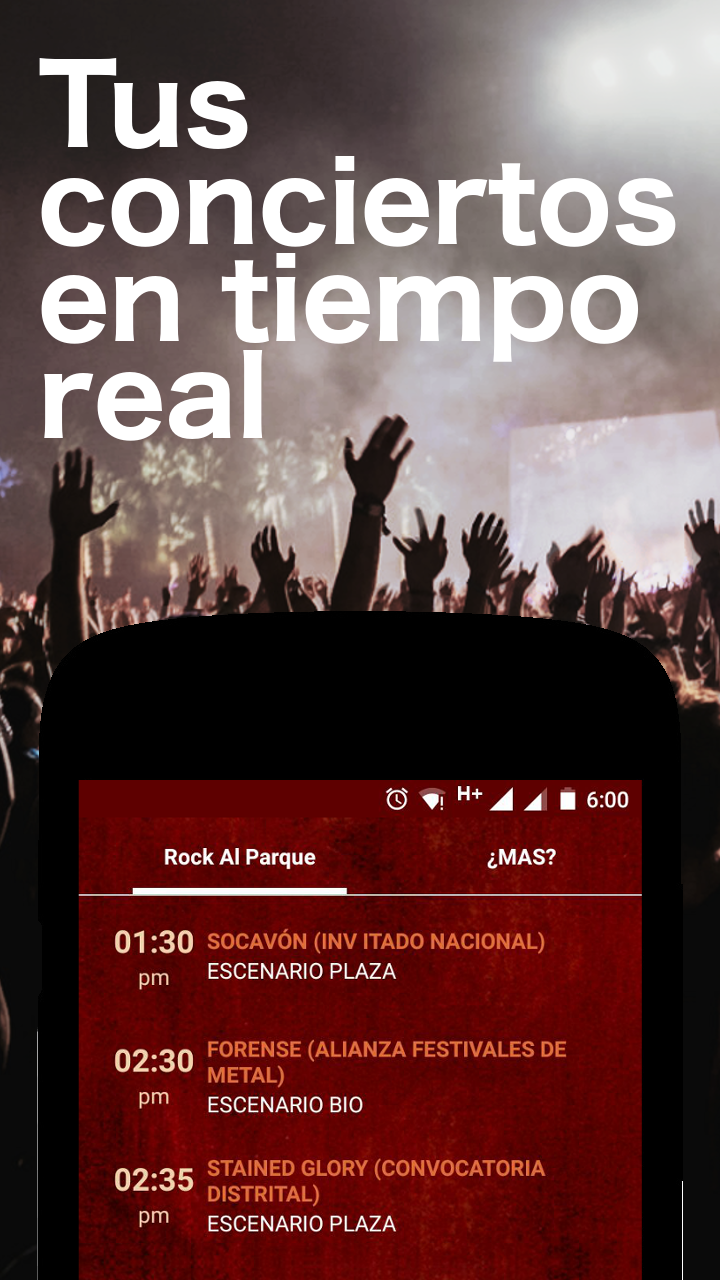 Tus
conciertos
en tiempo
real
H+ 6:00
Rock Al Parque ¿MAS?
01:30 pm
SOCAVÓN (INV ITADO NACIONAL)
ESCENARIO PLAZA
02:30 pm
FORENSE (ALIANZA FESTIVALES DE
METAL)
ESCENARIO BIO
02:35 pm
STAINED GLORY (CONVOCATORIA
DISTRITAL)
ESCENARIO PLAZA